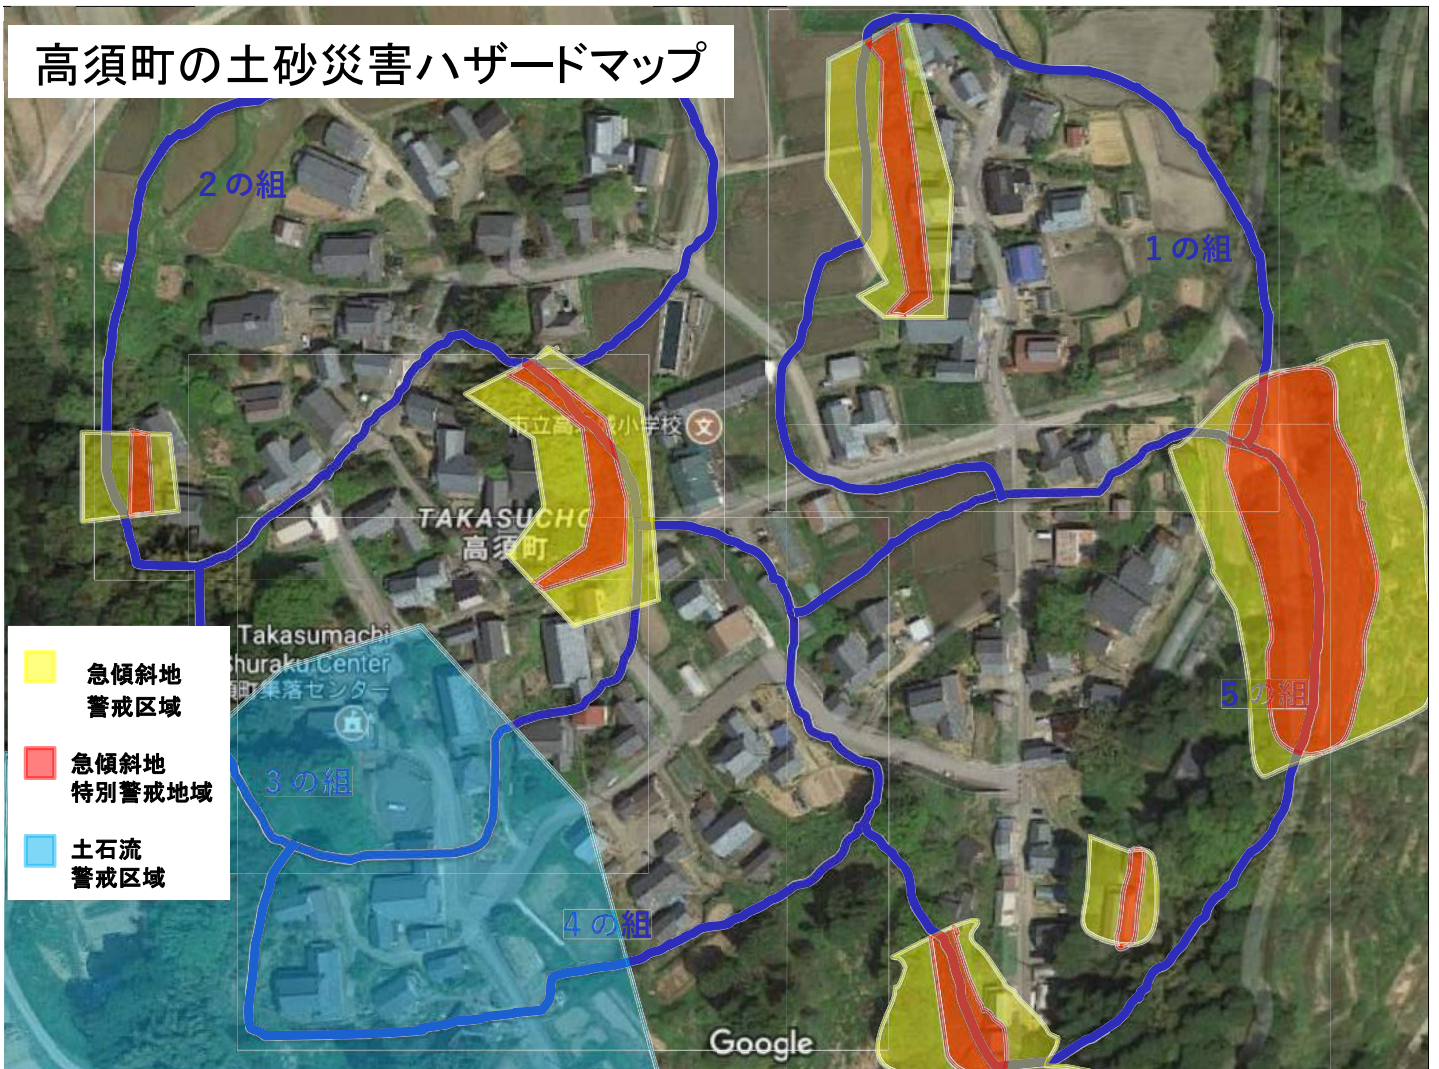 高須町の土砂災害ハザードマップ
2の組
1の組
市立高
小学校
文
TAKASUCHO
高須町
Takasumachi
Shuraku Center
須町集落センター
5の組
3の組
4の組
急傾斜地
警戒区域
急傾斜地
特別警戒地域
土石流
警戒区域
Google